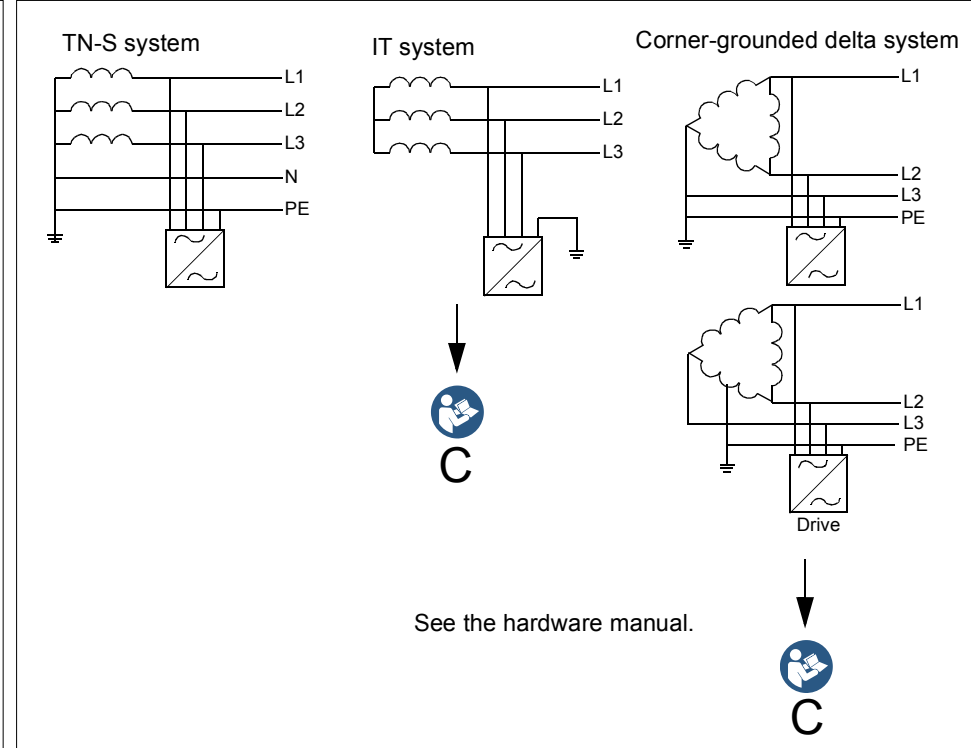 TN-S system
L1
L2
L3
N
PE
IT system
L1
L2
L3
C
Corner-grounded delta system
L1
L2
L3
PE
L1
L2
L3
PE
Drive
See the hardware manual.
C